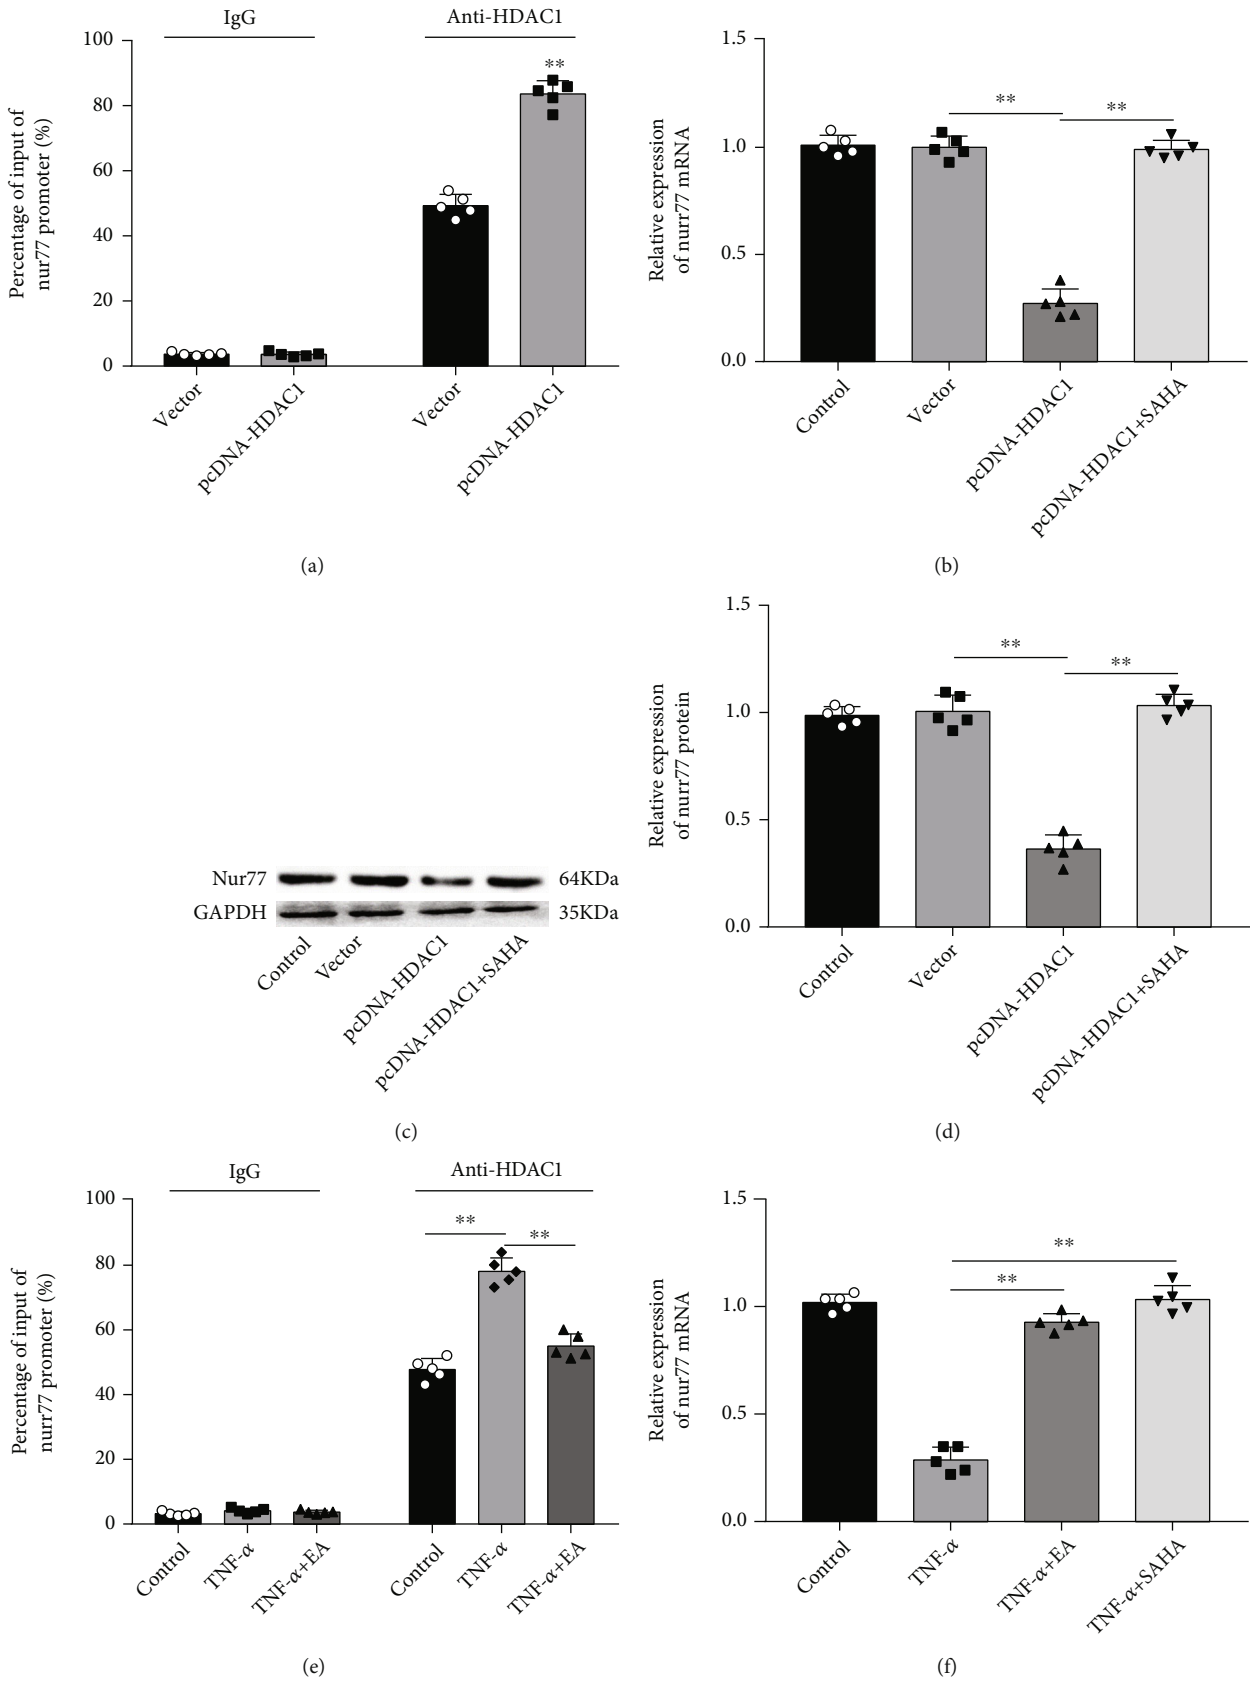 IgG
Anti-HDAC1
**
Percentage of input of
nur77 promoter (%)
100
80
60
40
20
0
Vector
pcDNA-HDAC1
Vector
pcDNA-HDAC1
(a)
**
**
Relative expression
of nurr77 mRNA
1.5
1.0
0.5
0.0
Control
Vector
pcDNA-HDAC1
pcDNA-HDAC1+SAHA
(b)
Nur77
64KDa
GAPDH
35KDa
Control
Vector
pcDNA-HDAC1
pcDNA-HDAC1+SAHA
(c)
**
**
Relative expression
of nurr77 protein
1.5
1.0
0.5
0.0
Control
Vector
pcDNA-HDAC1
pcDNA-HDAC1+SAHA
(d)
IgG
Anti-HDAC1
**
**
Percentage of input of
nurr77 promoter (%)
100
80
60
40
20
0
Control
TNF-α
TNF-α+EA
Control
TNF-α
TNF-α+EA
(e)
**
**
Relative expression
of nur77 mRNA
1.5
1.0
0.5
0.0
Control
TNF-α
TNF-α+EA
TNF-α+SAHA
(f)